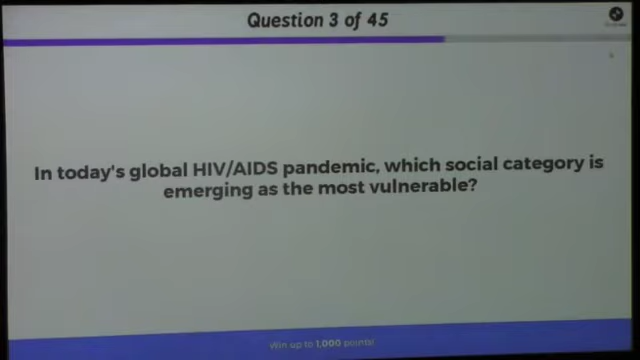 Question 3 of 45
In today's global HIV/AIDS pandemic, which social category is
emerging as the most vulnerable?
Win up to 1,000 points!